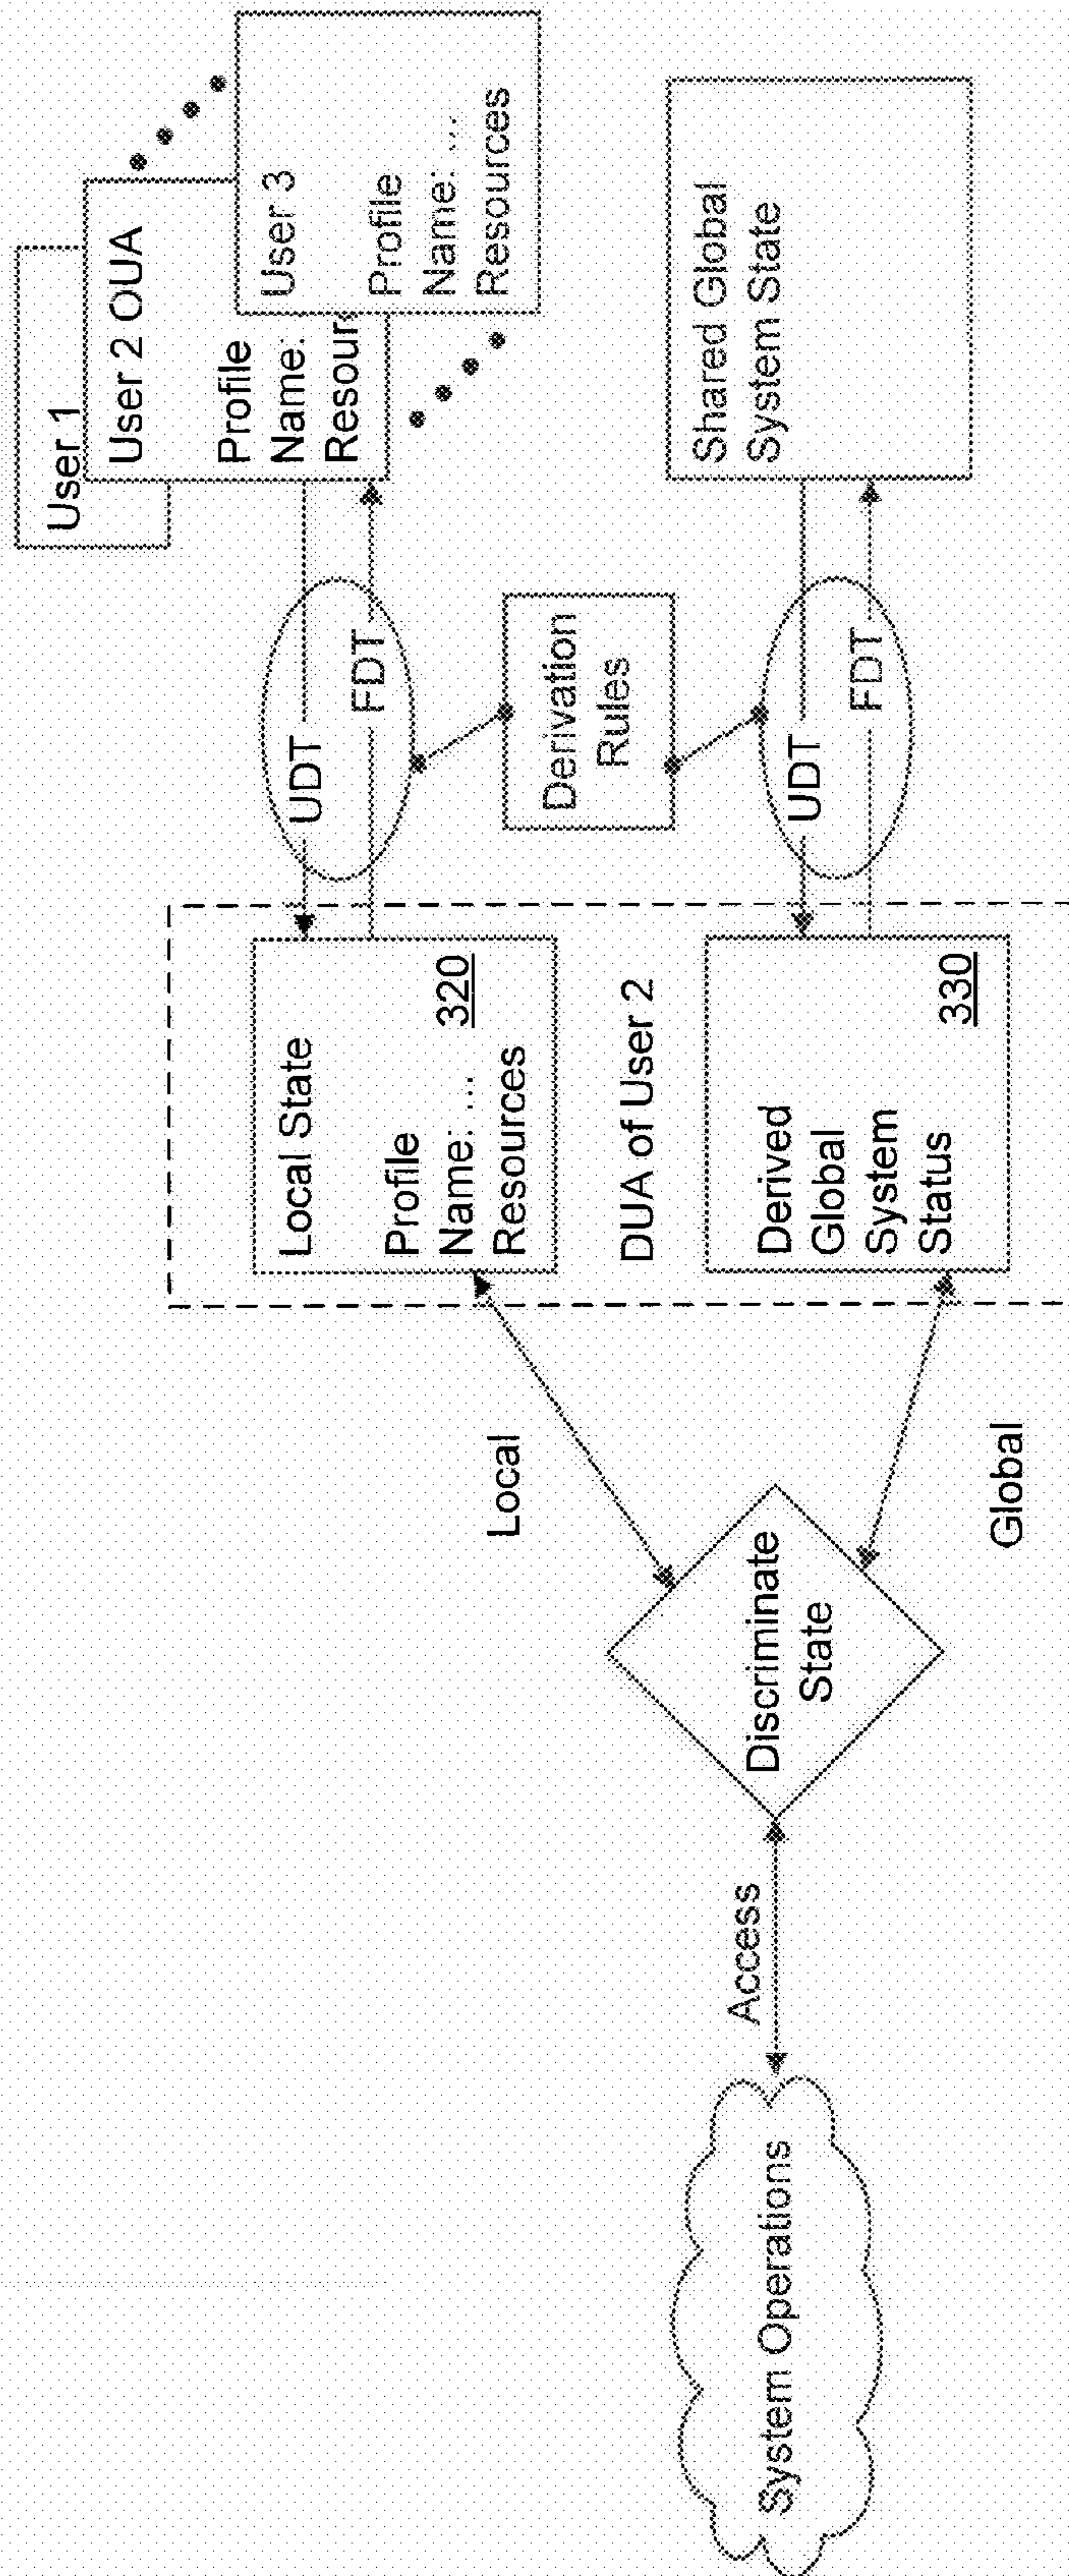 System Operations
Access
Discriminate
State
Local
Global
Local State
Profile
Name: ...
Resources
320
DUA of User 2
Derived
Global
System
Status
330
UDT
FDT
Derivation
Rules
UDT
FDT
User 1
User 2 OUA
Profile
Name:
Resour
User 3
Profile
Name: ...
Resources
Shared Global
System State